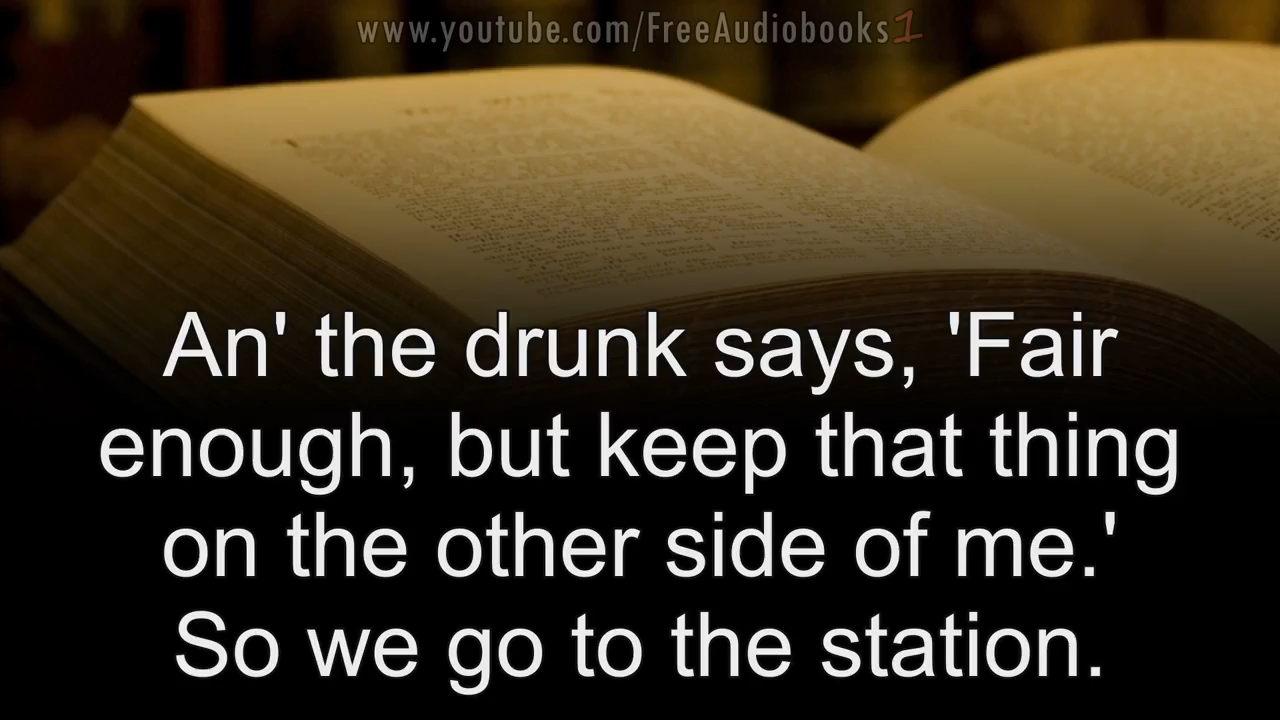 www.youtube.com/FreeAudiobooks1
An' the drunk says, 'Fair
enough, but keep that thing
on the other side of me.'
So we go to the station.